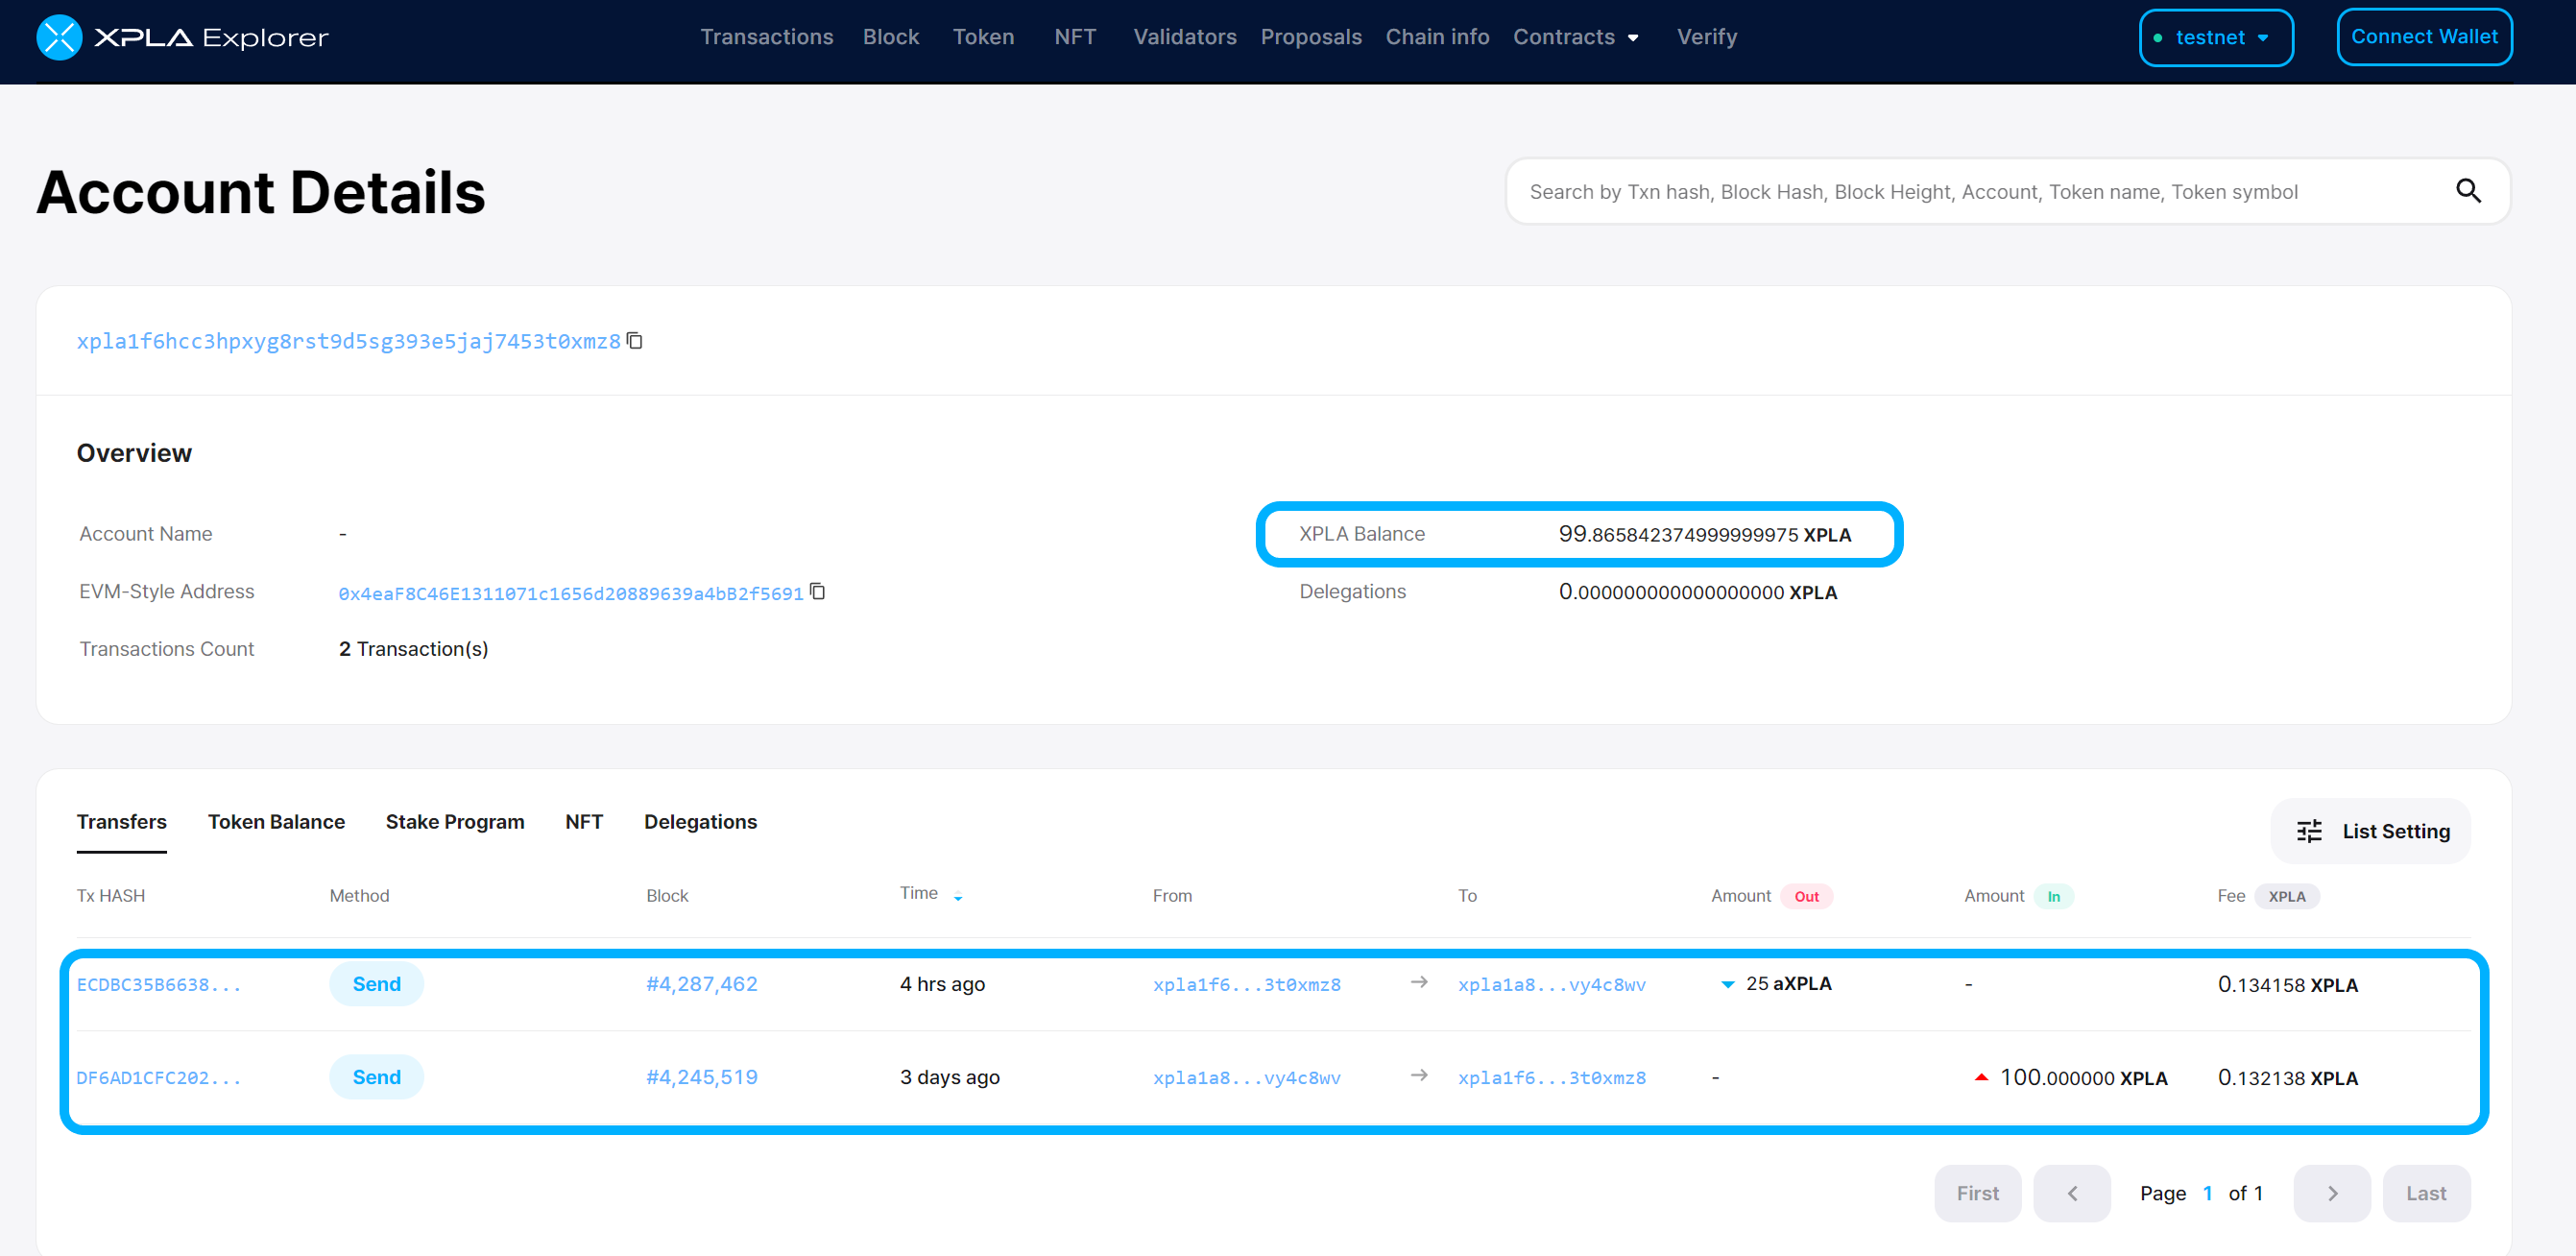 XPLA Explorer Transactions Block Token NFT Validators Proposals Chain info Contracts Verify testnet Connect Wallet
Account Details
Search by Txn hash, Block Hash, Block Height, Account, Token name, Token symbol
xpla1f6hcc3hpxyg8rst9d5sg393e5jaj7453t0xmz8
Overview
Account Name - XPLA Balance 99.865842374999999975 XPLA
EVM-Style Address 0x4eaF8C46E1311071c1656d20889639a4bB2f5691 Delegations 0.000000000000000000 XPLA
Transactions Count 2 Transaction(s)
Transfers Token Balance Stake Program NFT Delegations List Setting
Tx HASH Method Block Time From To Amount Out Amount In Fee XPLA
ECDBC35B6638... Send #4,287,462 4 hrs ago xpla1f6...3t0xmz8 → xpla1a8...vy4c8wv 25 aXPLA - 0.134158 XPLA
DF6AD1CFC202... Send #4,245,519 3 days ago xpla1a8...vy4c8wv → xpla1f6...3t0xmz8 - 100.000000 XPLA 0.132138 XPLA
First < Page 1 of 1 > Last